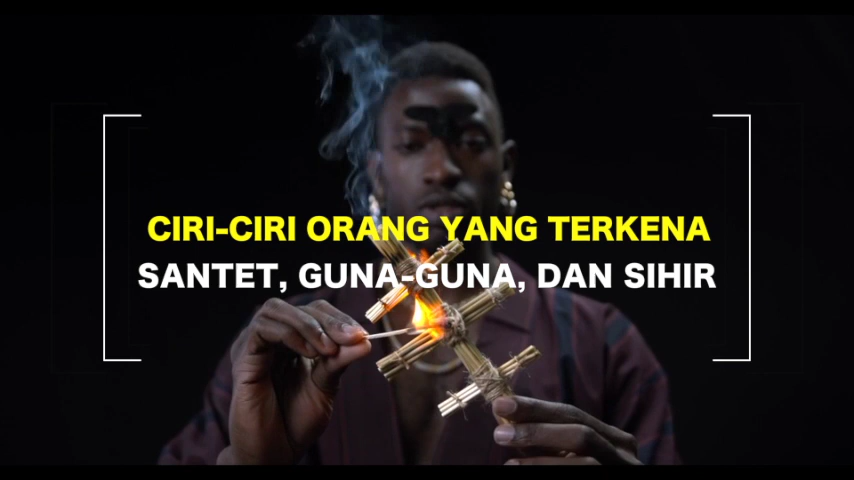 CIRI-CIRI ORANG YANG TERKENA
SANTET, GUNA-GUNA, DAN SIHIR